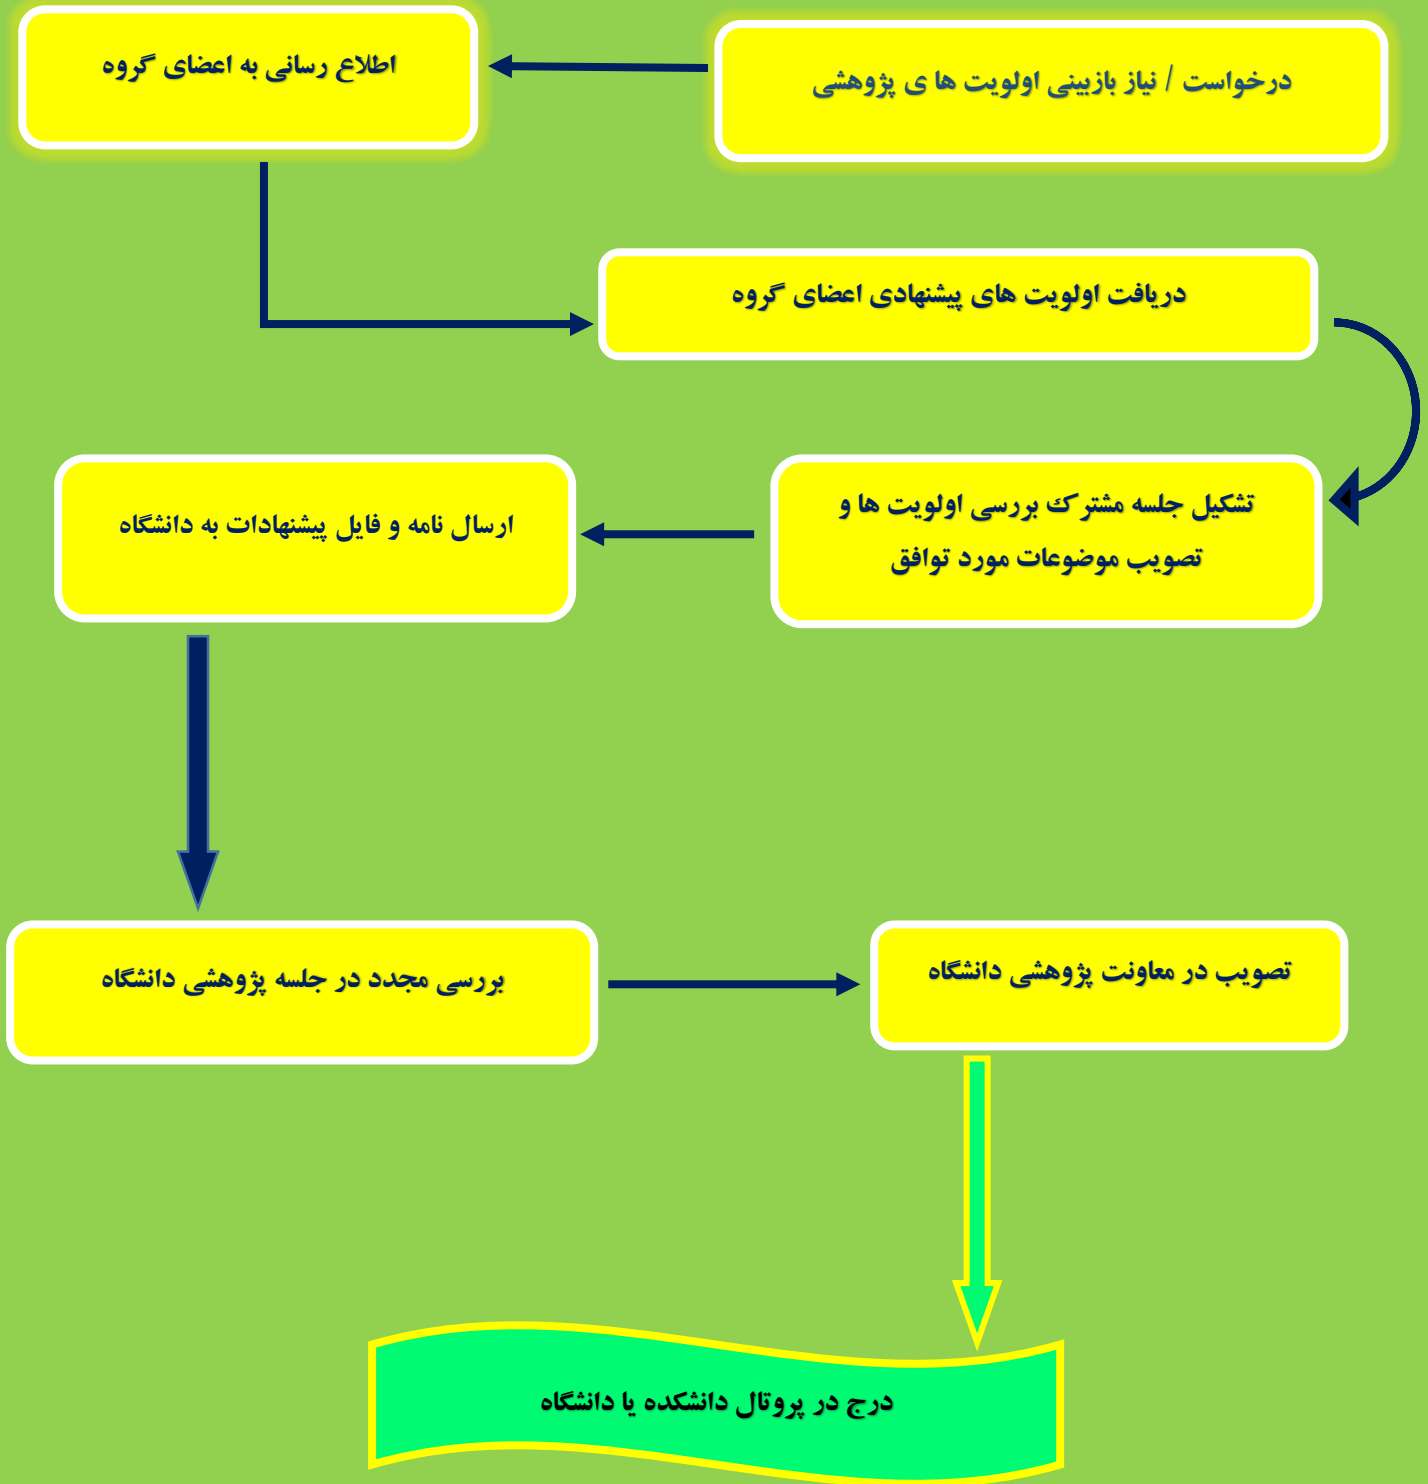 درخواست / نیاز بازبینی اولویت ها ی پژوهشی
اطلاع رسانی به اعضای گروه
دریافت اولویت های پیشنهادی اعضای گروه
تشکیل جلسه مشترک بررسی اولویت ها و
تصویب موضوعات مورد توافق
ارسال نامه و فایل پیشنهادات به دانشگاه
بررسی مجدد در جلسه پژوهشی دانشگاه
تصویب در معاونت پژوهشی دانشگاه
درج در پروتال دانشکده یا دانشگاه